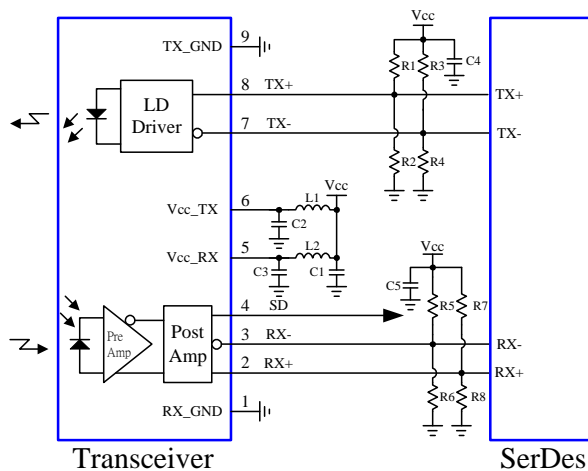 Vcc
TX_GND 9
R1 R3 C4
LD
Driver
8 TX+ TX+
7 TX- TX-
R2 R4
Vcc_TX 6 L1 Vcc
C2
Vcc_RX 5 L2
C3 C1
Vcc
C5
R5 R7
4
SD
Pre
Amp
Post
Amp
3 RX- RX-
2 RX+ RX+
R6 R8
RX_GND 1
Transceiver SerDes